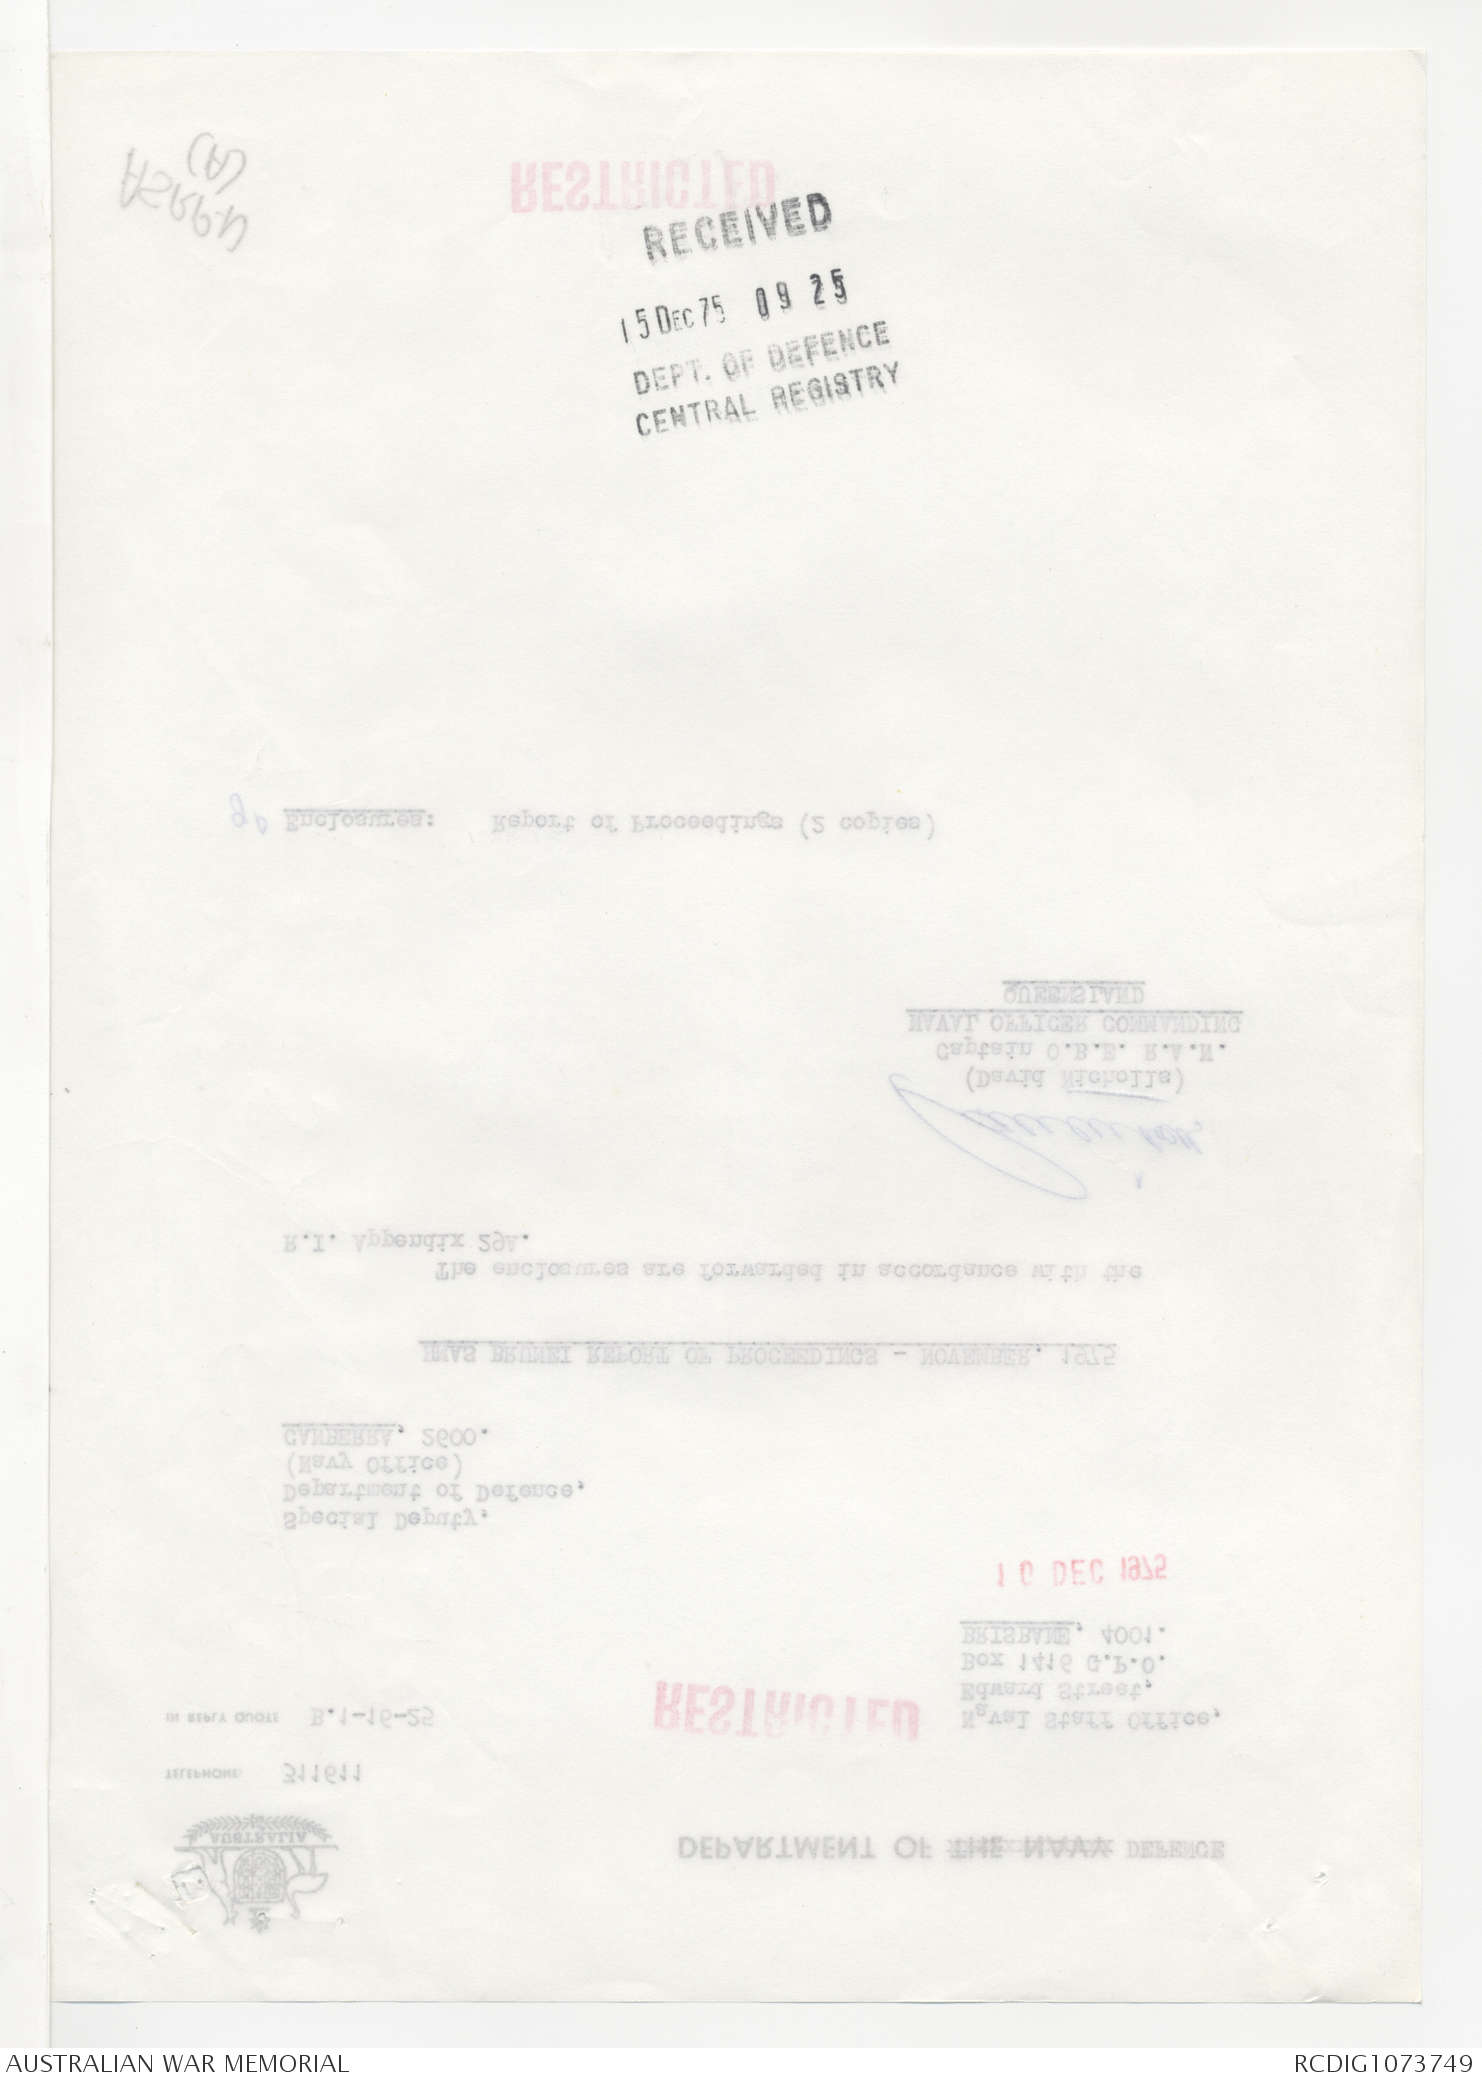 RESTRICTED
RECEIVED
15 DEC 75 09 25
DEPT. OF DEFENCE
CENTRAL REGISTRY
Enclosures: Report of Proceedings (2 copies)
QUEENSLAND
NAVAL OFFICER COMMANDING
Captain O.B.E. R.A.N.
(David Nicholls)
R.I. Appendix 29A.
The enclosures are forwarded in accordance with the
HMAS BRUNEI REPORT OF PROCEEDINGS - NOVEMBER, 1975
CANBERRA, 2600.
(Navy Office)
Department of Defence,
Special Deputy,
10 DEC 1975
BRISBANE, 4001.
Box 1416 G.P.O.
Edward Street,
Naval Staff Office,
RESTRICTED
IN REPLY QUOTE B.1-16-25
TELEPHONE: 311611
AUSTRALIA
DEPARTMENT OF THE NAVY DEFENCE
AUSTRALIAN WAR MEMORIAL
RCDIG1073749